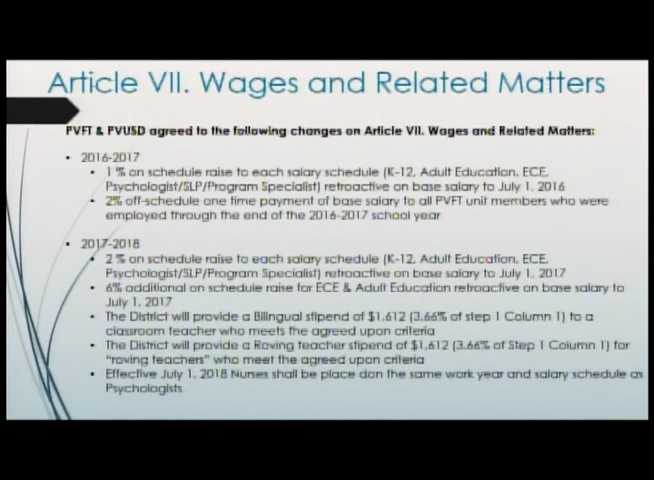 Article VII. Wages and Related Matters
PVFT & PVUSD agreed to the following changes on Article VII. Wages and Related Matters:
• 2016-2017
• 1 % on schedule raise to each salary schedule (K-12, Adult Education, ECE,
Psychologist/SLP/Program Specialist) retroactive on base salary to July 1, 2016
• 2% off-schedule one time payment of base salary to all PVFT unit members who were
employed through the end of the 2016-2017 school year
• 2017-2018
• 2 % on schedule raise to each salary schedule (K-12, Adult Education, ECE,
Psychologist/SLP/Program Specialist) retroactive on base salary to July 1, 2017
• 6% additional on schedule raise for ECE & Adult Education retroactive on base salary to
July 1, 2017
• The District will provide a Bilingual stipend of $1,612 (3.66% of step 1 Column 1) to a
classroom teacher who meets the agreed upon criteria
• The District will provide a Roving teacher stipend of $1,612 (3.66% of Step 1 Column 1) for
"roving teachers" who meet the agreed upon criteria
• Effective July 1, 2018 Nurses shall be place don the same work year and salary schedule as
Psychologists